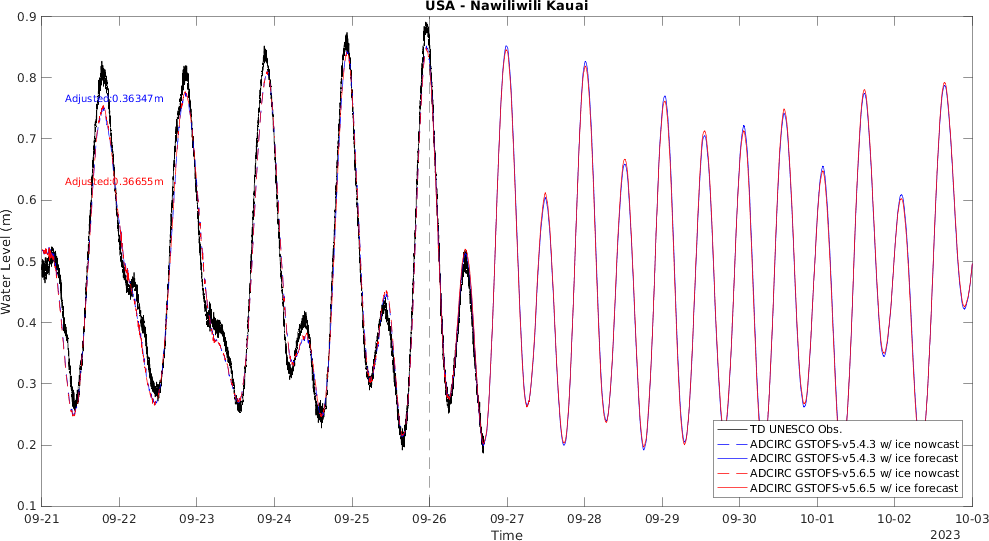 USA - Nawiliwili Kauai
0.9
0.8
0.7
0.6
0.5
0.4
0.3
0.2
0.1
Water Level (m)
Adjusted:0.36347m
Adjusted:0.36655m
TD UNESCO Obs.
ADCIRC GSTOFS-v5.4.3 w/ ice nowcast
ADCIRC GSTOFS-v5.4.3 w/ ice forecast
ADCIRC GSTOFS-v5.6.5 w/ ice nowcast
ADCIRC GSTOFS-v5.6.5 w/ ice forecast
09-21 09-22 09-23 09-24 09-25 09-26 09-27 09-28 09-29 09-30 10-01 10-02 10-03
Time
2023